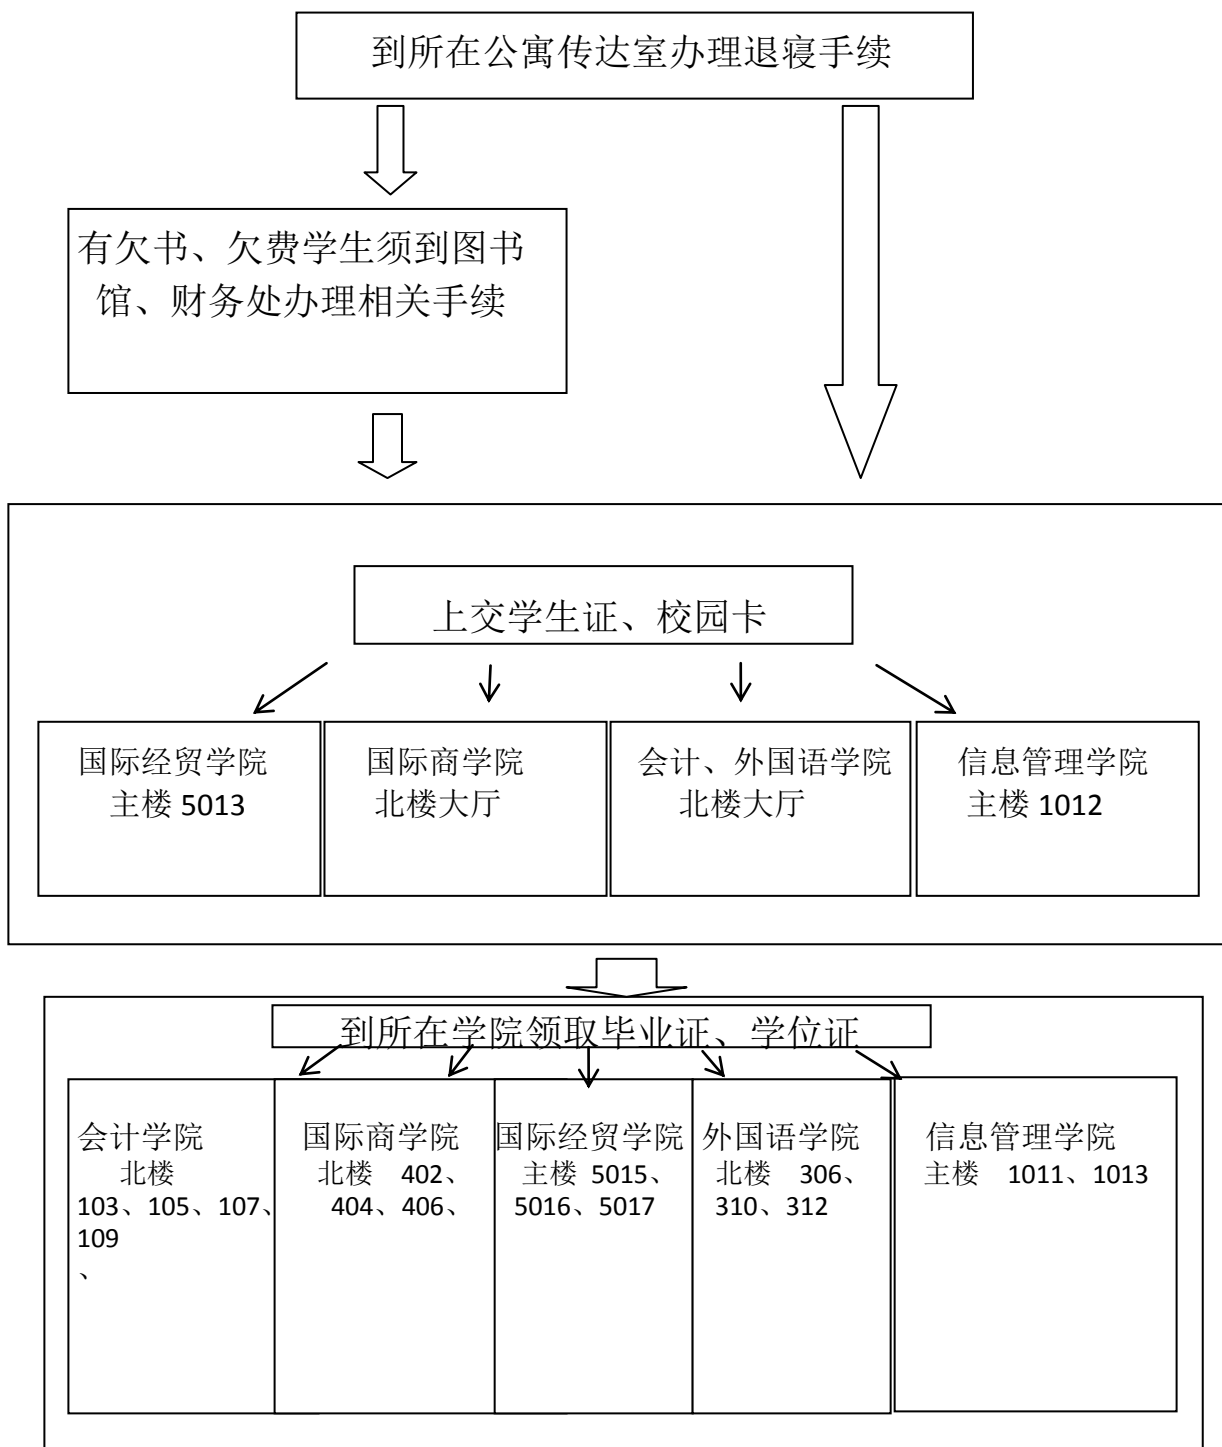 到所在公寓传达室办理退寝手续
有欠书、欠费学生须到图书
馆、财务处办理相关手续
上交学生证、校园卡
国际经贸学院
主楼 5013
国际商学院
北楼大厅
会计、外国语学院
北楼大厅
信息管理学院
主楼 1012
到所在学院领取毕业证、学位证
会计学院
北楼
103、105、107、
109
、
国际商学院
北楼 402、
404、406、
国际经贸学院
主楼 5015、
5016、5017
外国语学院
北楼 306、
310、312
信息管理学院
主楼 1011、1013